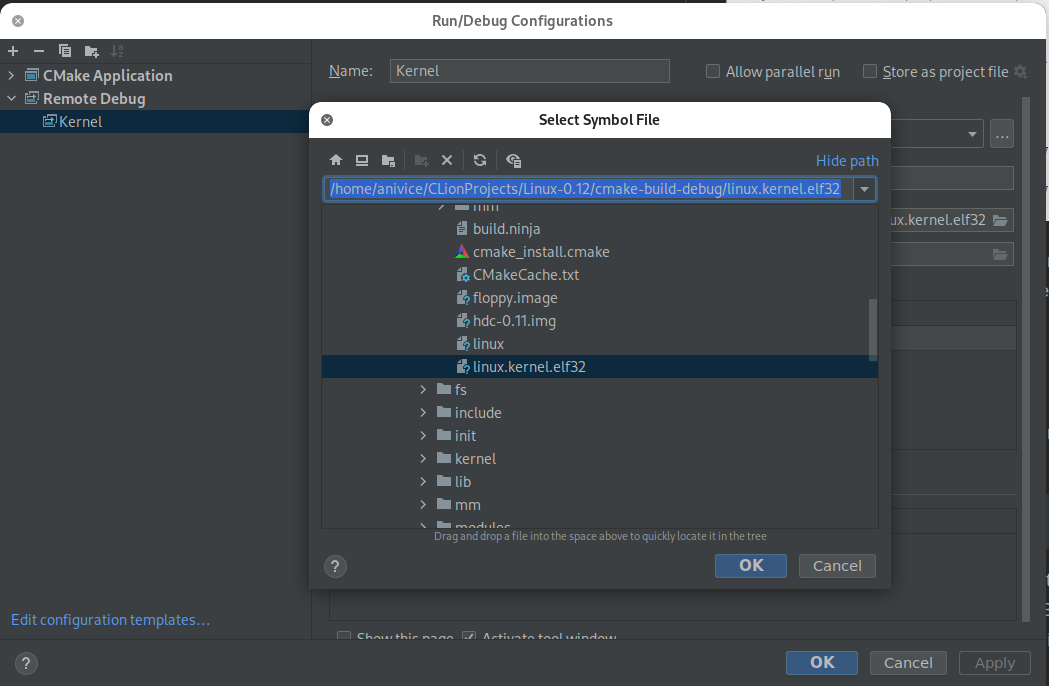 Run/Debug Configurations
CMake Application
Remote Debug
Kernel
Name: Kernel Allow parallel run Store as project file
Select Symbol File
Hide path
/home/anivice/CLionProjects/Linux-0.12/cmake-build-debug/linux.kernel.elf32
mm
build.ninja
cmake_install.cmake
CMakeCache.txt
floppy.image
hdc-0.11.img
linux
linux.kernel.elf32
fs
include
init
kernel
lib
mm
modules
Drag and drop a file into the space above to quickly locate it in the tree
? OK Cancel
...
ux.kernel.elf32
Edit configuration templates...
Show this page Activate tool window
? OK Cancel Apply